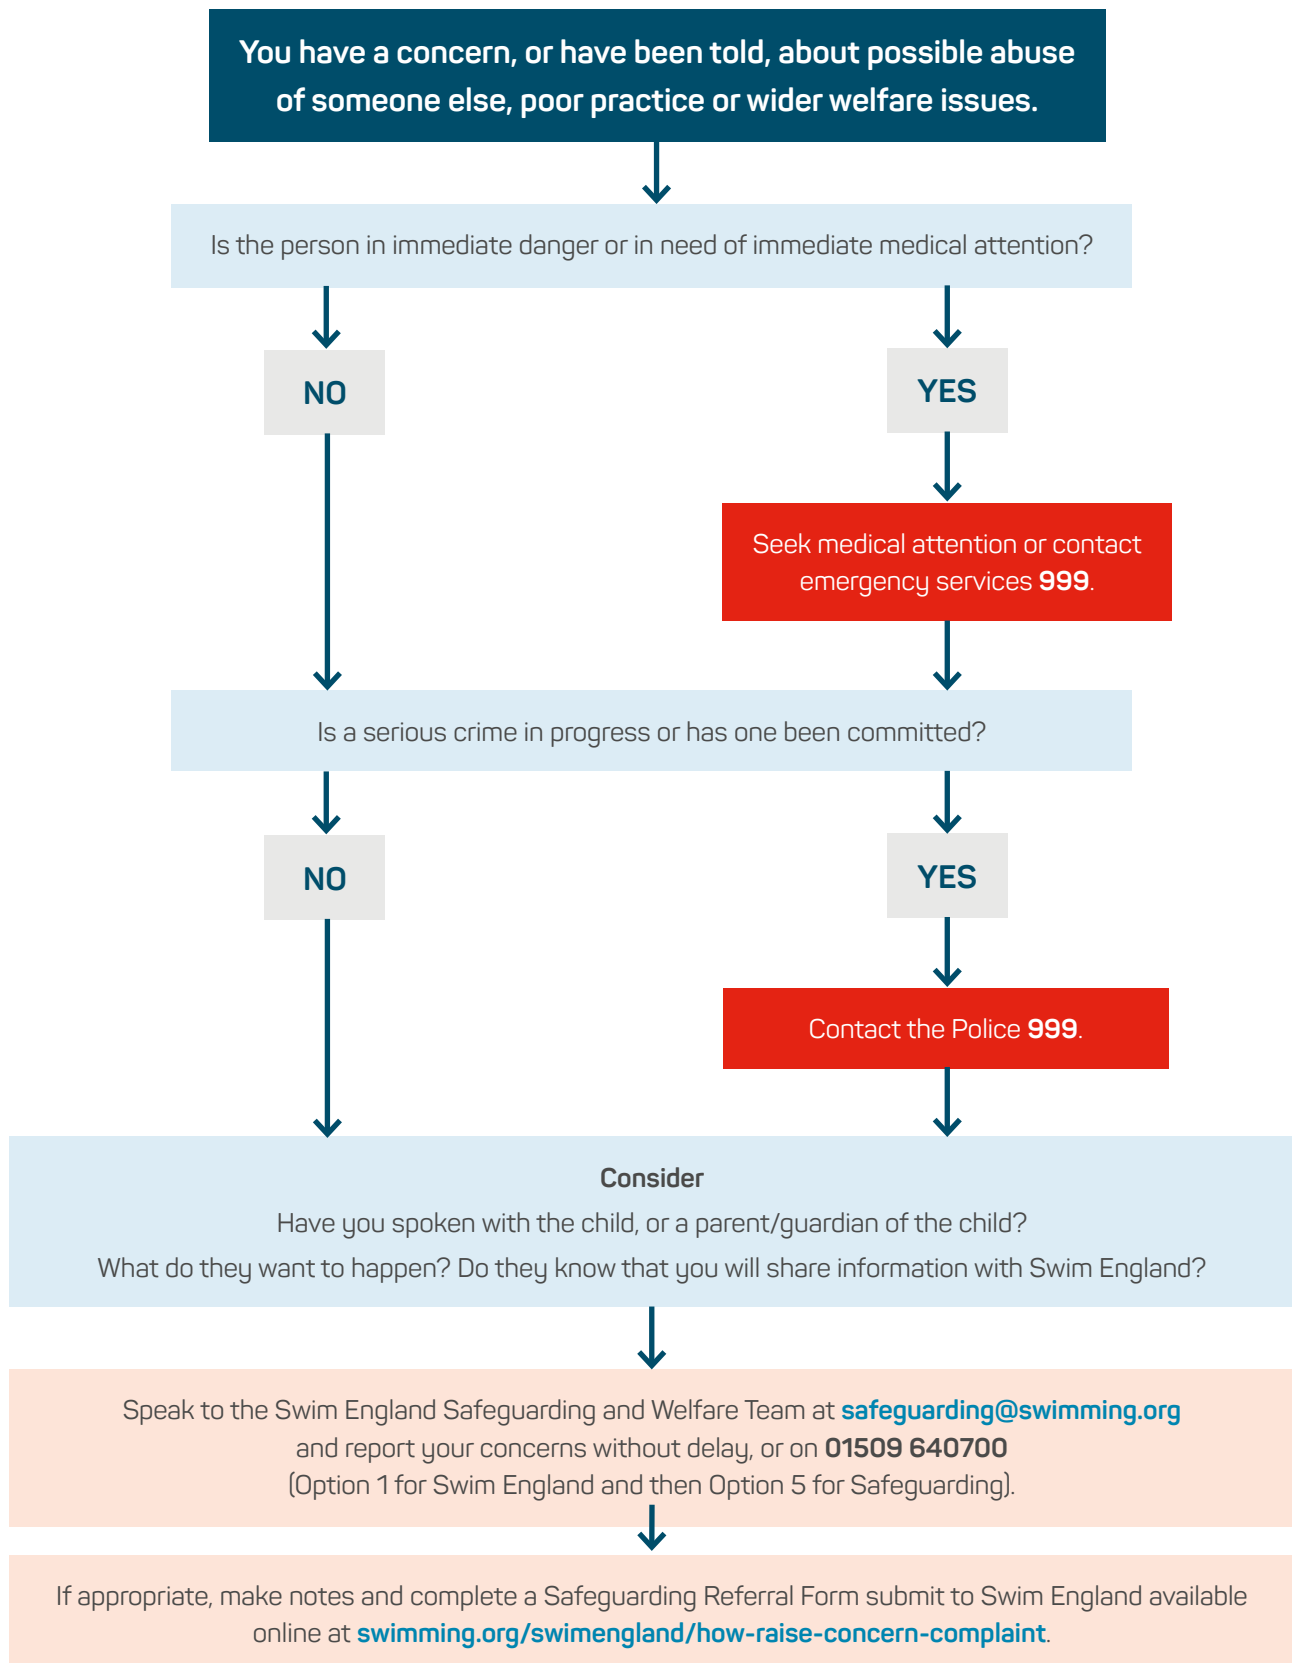 You have a concern, or have been told, about possible abuse
of someone else, poor practice or wider welfare issues.
Is the person in immediate danger or in need of immediate medical attention?
NO
YES
Seek medical attention or contact
emergency services 999.
Is a serious crime in progress or has one been committed?
NO
YES
Contact the Police 999.
Consider
Have you spoken with the child, or a parent/guardian of the child?
What do they want to happen? Do they know that you will share information with Swim England?
Speak to the Swim England Safeguarding and Welfare Team at safeguarding@swimming.org
and report your concerns without delay, or on 01509 640700
(Option 1 for Swim England and then Option 5 for Safeguarding).
If appropriate, make notes and complete a Safeguarding Referral Form submit to Swim England available
online at swimming.org/swimengland/how-raise-concern-complaint.